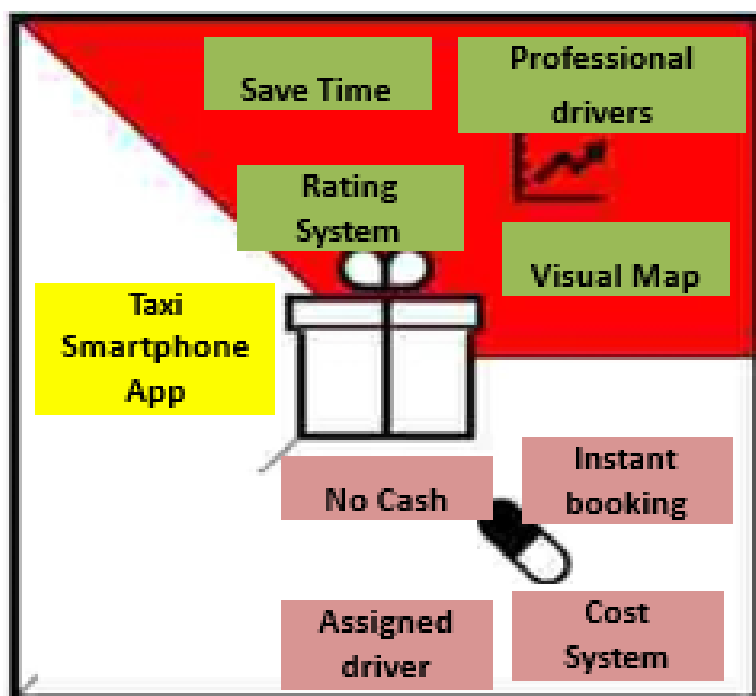 Save Time
Professional
drivers
Rating
System
Visual Map
Taxi
Smartphone
App
No Cash
Instant
booking
Assigned
driver
Cost
System